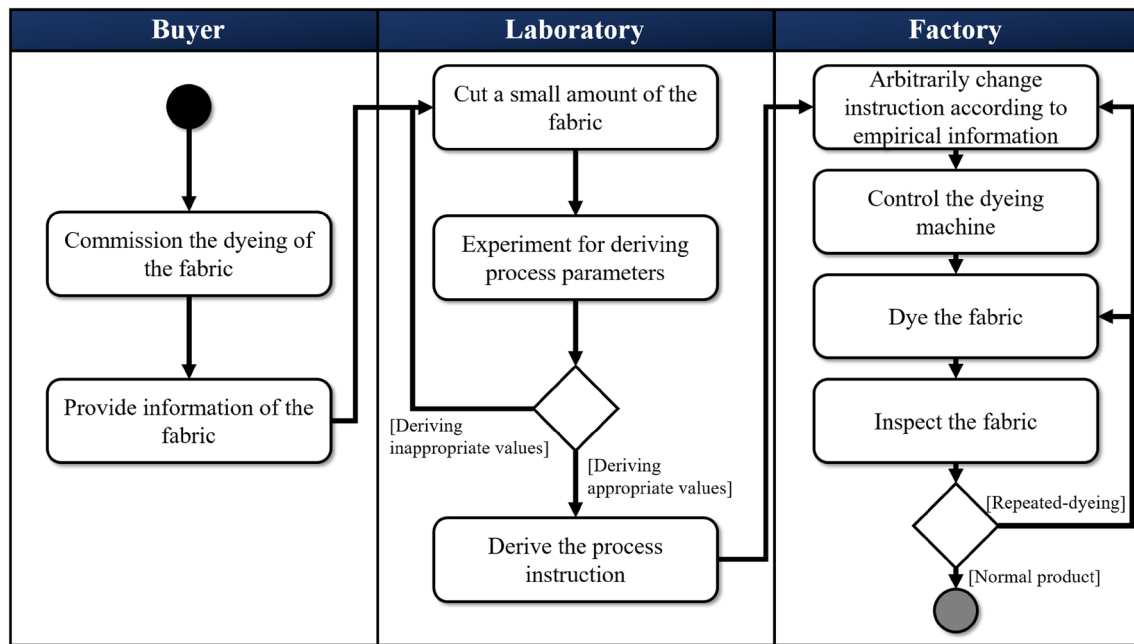 Buyer
Laboratory
Factory
Commission the dyeing of
the fabric
Provide information of the
fabric
Cut a small amount of the
fabric
Experiment for deriving
process parameters
[Deriving
inappropriate values]
[Deriving
appropriate values]
Derive the process
instruction
Arbitrarily change
instruction according to
empirical information
Control the dyeing
machine
Dye the fabric
Inspect the fabric
[Repeated-dyeing]
[Normal product]